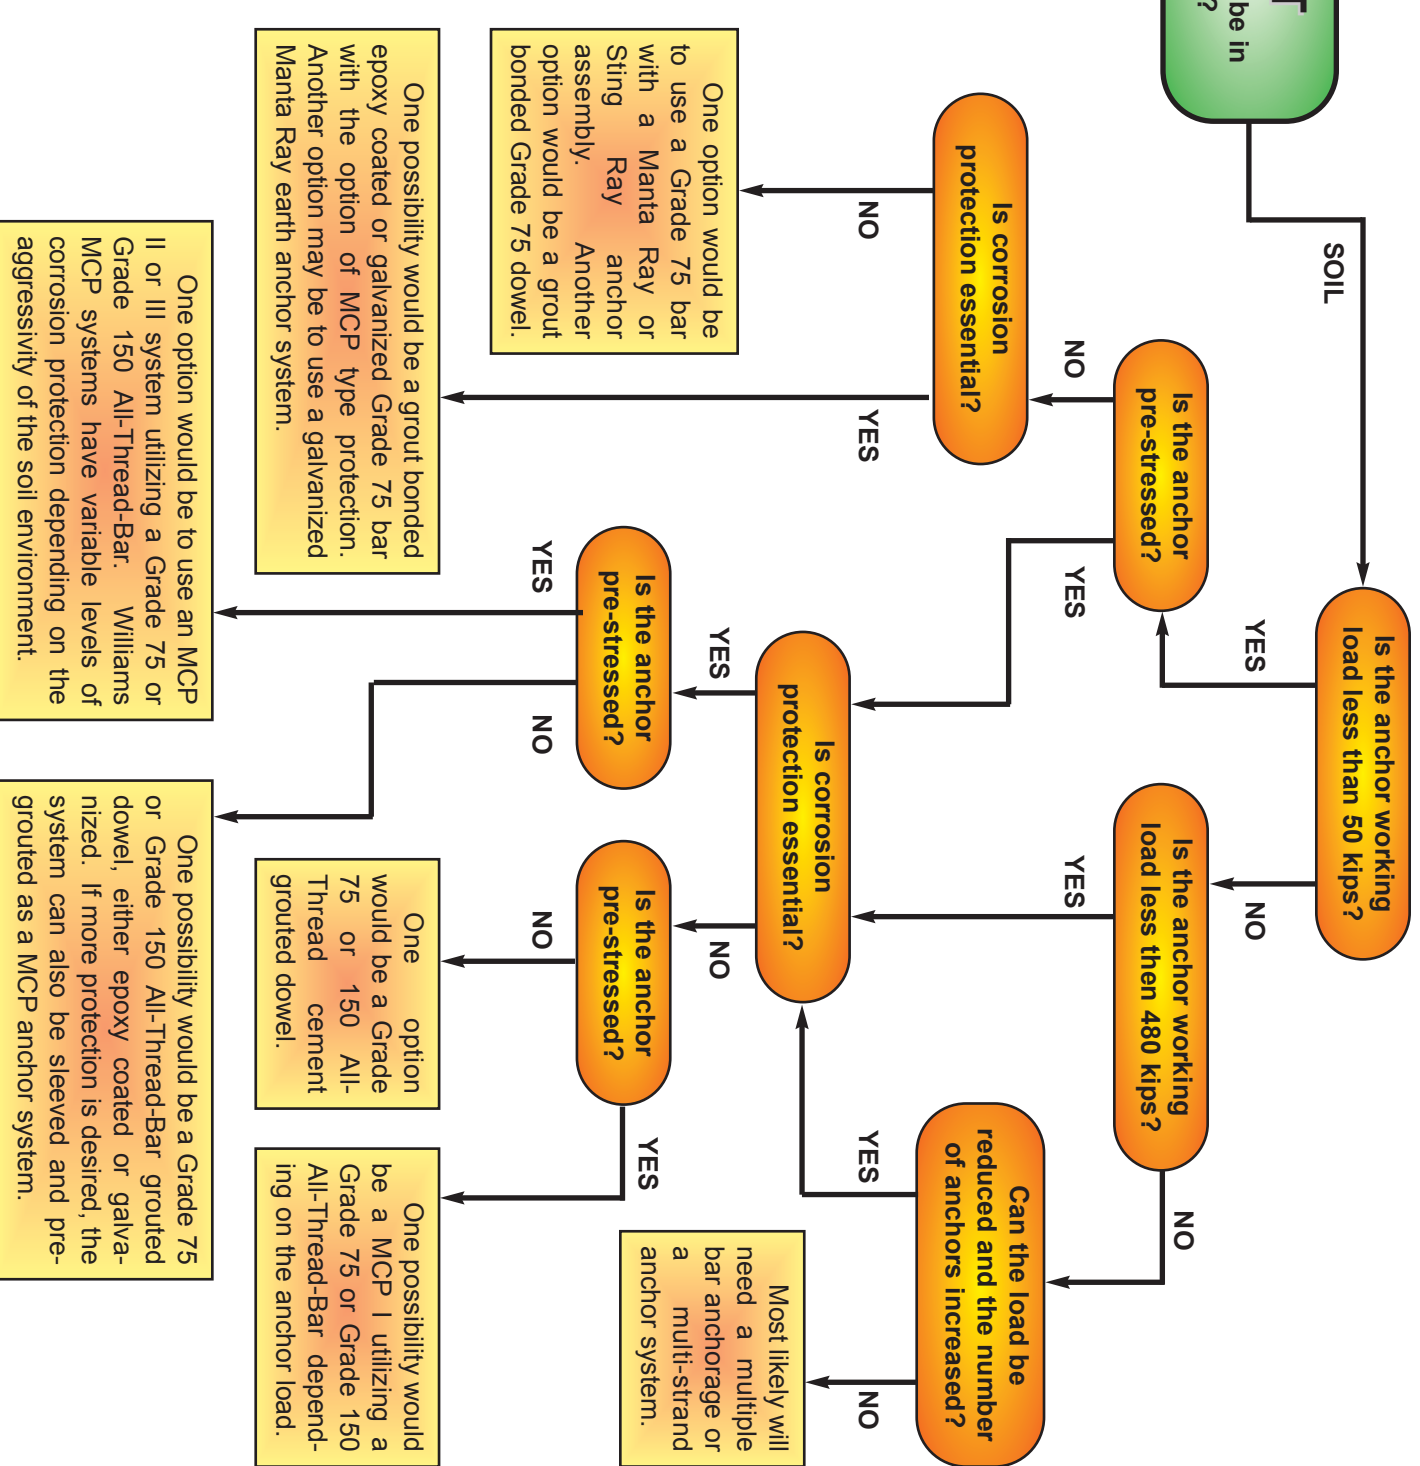 T
be in
?
SOIL
Is the anchor working
load less than 50 kips?
YES
NO
Is the anchor
pre-stressed?
Is the anchor working
load less then 480 kips?
NO
NO
YES
YES
Is corrosion
protection essential?
Can the load be
reduced and the number
of anchors increased?
NO
YES
YES
NO
Is corrosion
protection essential?
One option would be
to use a Grade 75 bar
with a Manta Ray or
Sting Ray anchor
assembly. Another
option would be a grout
bonded Grade 75 dowel.
YES
NO
Most likely will
need a multiple
bar anchorage or
a multi-strand
anchor system.
Is the anchor
pre-stressed?
Is the anchor
pre-stressed?
YES
YES
NO
NO
One possibility would be a grout bonded
epoxy coated or galvanized Grade 75 bar
with the option of MCP type protection.
Another option may be to use a galvanized
Manta Ray earth anchor system.
One option
would be a Grade
75 or 150 All-
Thread cement
grouted dowel.
One possibility would
be a MCP I utilizing a
Grade 75 or Grade 150
All-Thread-Bar depend-
ing on the anchor load.
One option would be to use an MCP
II or III system utilizing a Grade 75 or
Grade 150 All-Thread-Bar. Williams
MCP systems have variable levels of
corrosion protection depending on the
aggressivity of the soil environment.
One possibility would be a Grade 75
or Grade 150 All-Thread-Bar grouted
dowel, either epoxy coated or galva-
nized. If more protection is desired, the
system can also be sleeved and pre-
grouted as a MCP anchor system.